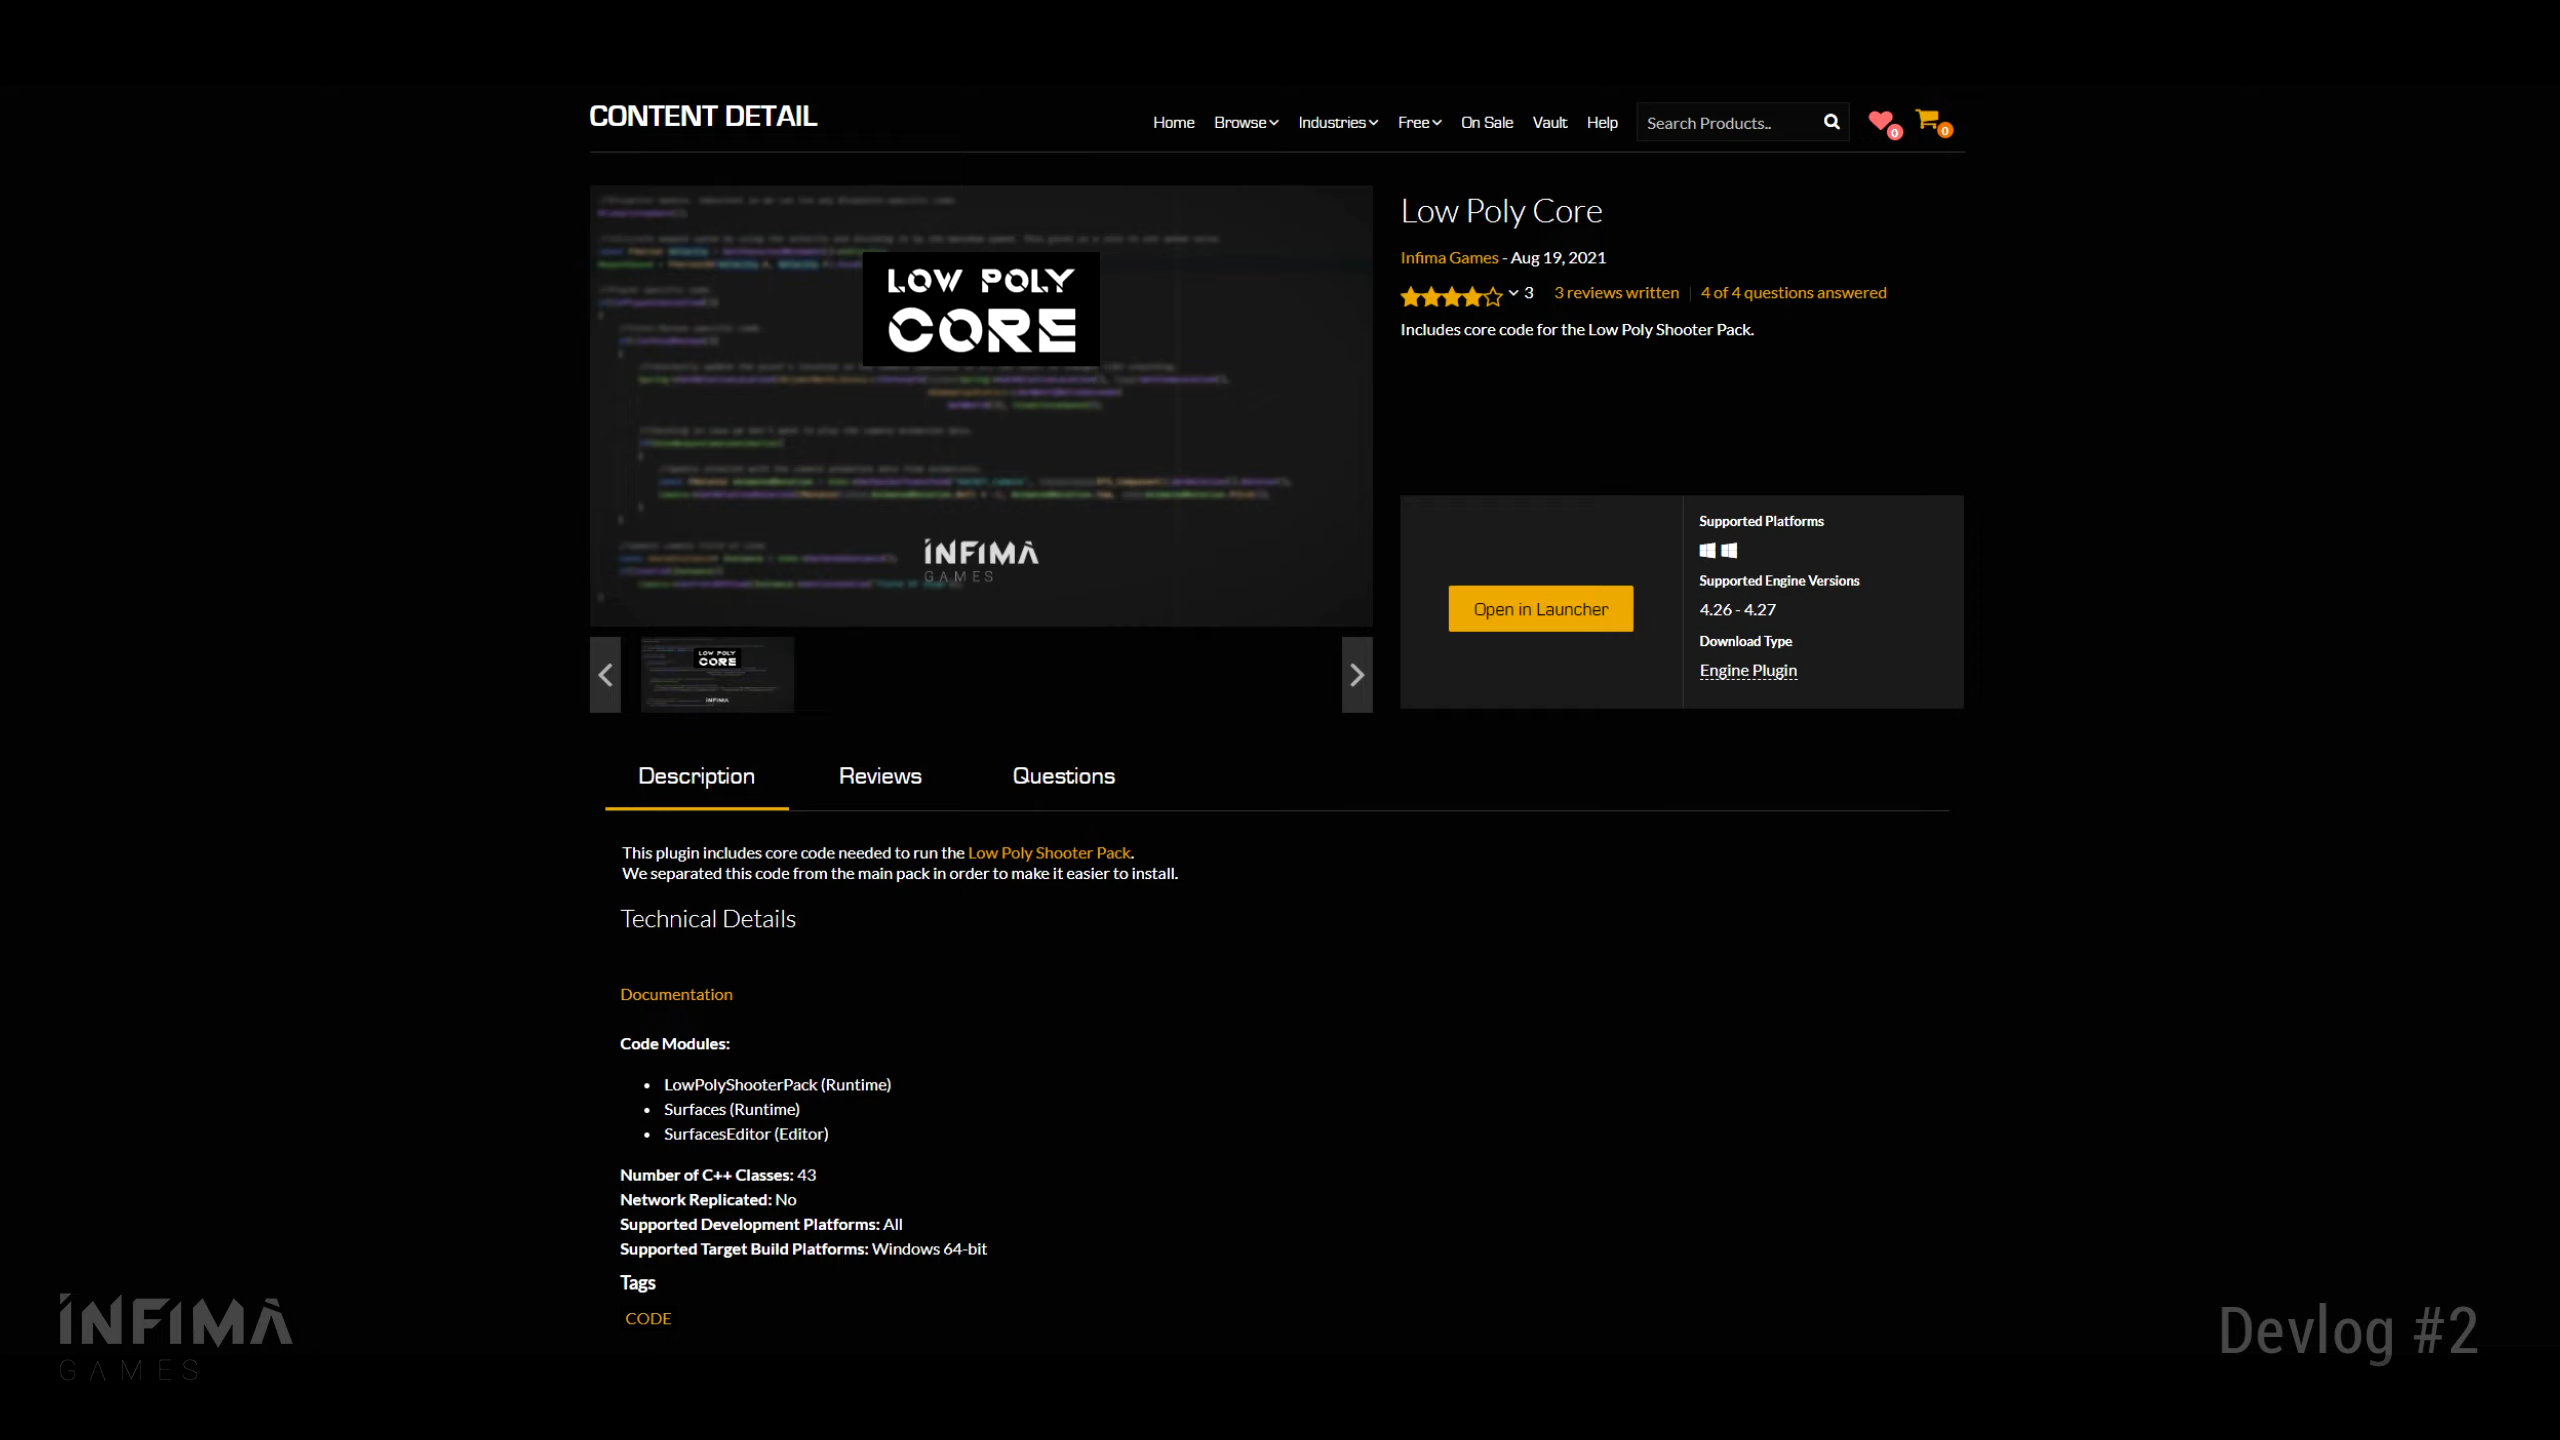 CONTENT DETAIL
Home Browse Industries Free On Sale Vault Help Search Products.. 0 0
LOW POLY
CORE
INFIMA
GAMES
Low Poly Core
Infima Games - Aug 19, 2021
3 3 reviews written | 4 of 4 questions answered
Includes core code for the Low Poly Shooter Pack.
Open in Launcher
Supported Platforms
Supported Engine Versions
4.26 - 4.27
Download Type
Engine Plugin
LOW POLY
CORE
INFIMA
Description Reviews Questions
This plugin includes core code needed to run the Low Poly Shooter Pack.
We separated this code from the main pack in order to make it easier to install.
Technical Details
Documentation
Code Modules:
• LowPolyShooterPack (Runtime)
• Surfaces (Runtime)
• SurfacesEditor (Editor)
Number of C++ Classes: 43
Network Replicated: No
Supported Development Platforms: All
Supported Target Build Platforms: Windows 64-bit
Tags
CODE
INFIMA
GAMES
Devlog #2